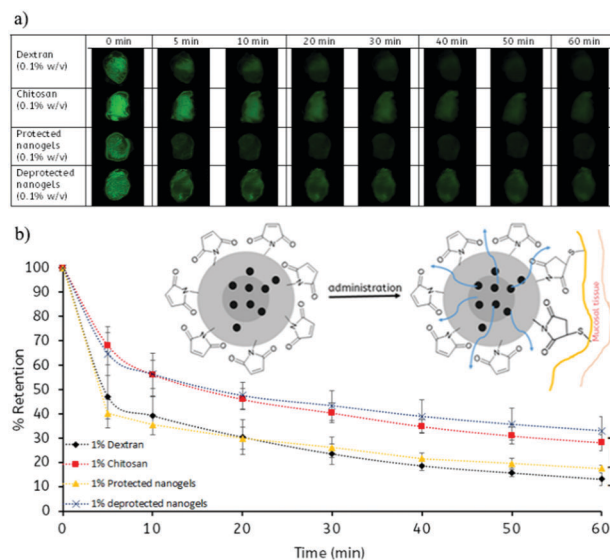 a)
0 min 5 min 10 min 20 min 30 min 40 min 50 min 60 min
Dextran
(0.1% w/v)
Chitosan
(0.1% w/v)
Protected
nanogels
(0.1% w/v)
Deprotected
nanogels
(0.1% w/v)
b)
administration
Mucosal tissue
% Retention
100
90
80
70
60
50
40
30
20
10
0
1% Dextran
1% Chitosan
1% Protected nanogels
1% deprotected nanogels
0 10 20 30 40 50 60
Time (min)